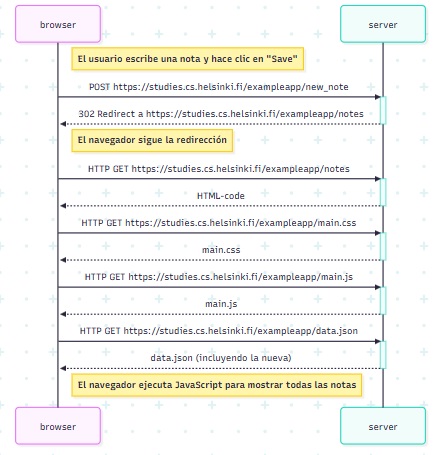 browser
server
El usuario escribe una nota y hace clic en "Save"
POST https://studies.cs.helsinki.fi/exampleapp/new_note
302 Redirect a https://studies.cs.helsinki.fi/exampleapp/notes
El navegador sigue la redirección
HTTP GET https://studies.cs.helsinki.fi/exampleapp/notes
HTML-code
HTTP GET https://studies.cs.helsinki.fi/exampleapp/main.css
main.css
HTTP GET https://studies.cs.helsinki.fi/exampleapp/main.js
main.js
HTTP GET https://studies.cs.helsinki.fi/exampleapp/data.json
data.json (incluyendo la nueva)
El navegador ejecuta JavaScript para mostrar todas las notas
browser
server